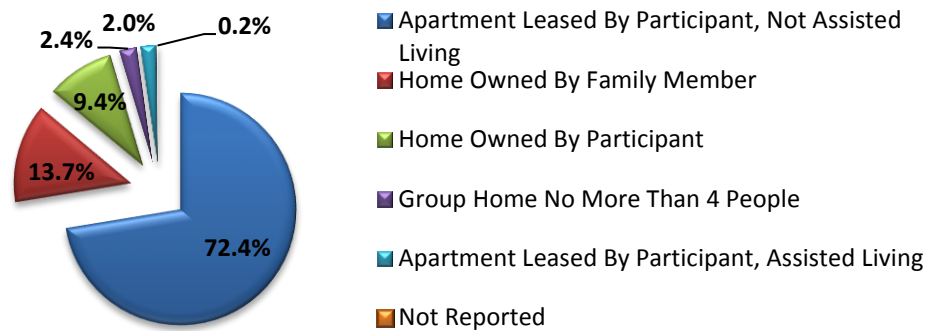 2.0%
0.2%
2.4%
9.4%
13.7%
72.4%
Apartment Leased By Participant, Not Assisted
Living
Home Owned By Family Member
Home Owned By Participant
Group Home No More Than 4 People
Apartment Leased By Participant, Assisted Living
Not Reported